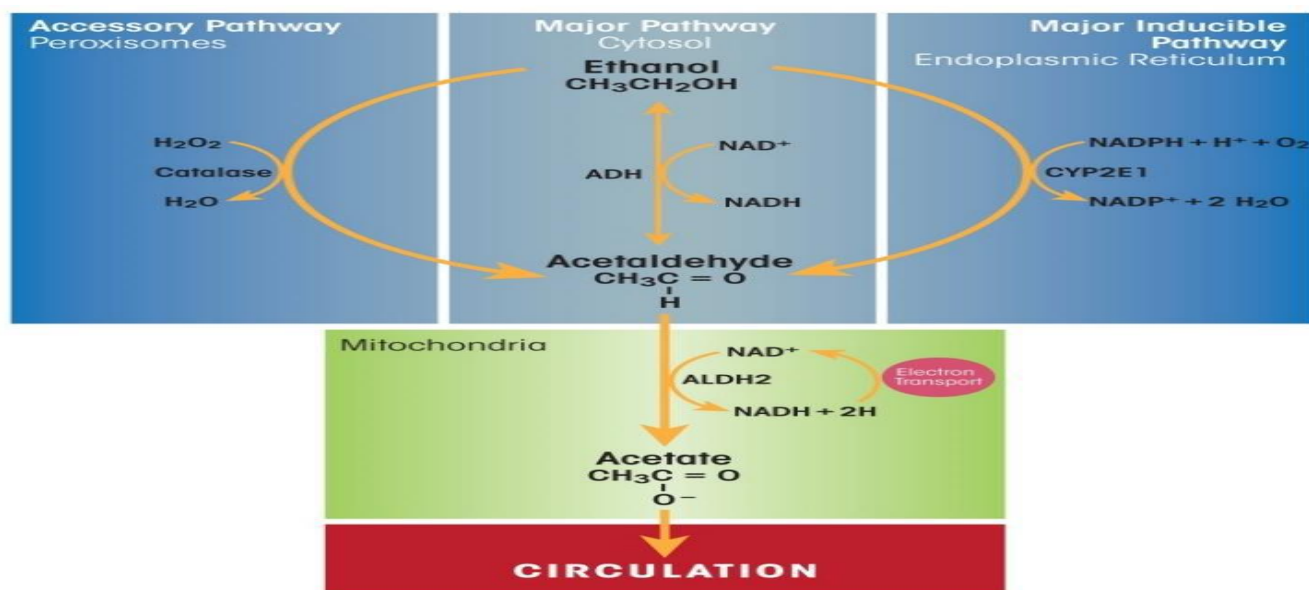 Accessory Pathway
Peroxisomes
H₂O₂
Catalase
H₂O
Major Pathway
Cytosol
Ethanol
CH₃CH₂OH
ADH
NAD⁺
NADH
Acetaldehyde
CH₃C = O
H
Major Inducible
Pathway
Endoplasmic Reticulum
NADPH + H⁺ + O₂
CYP2E1
NADP⁺ + 2 H₂O
Mitochondria
NAD⁺
ALDH2
NADH + 2H
Electron
Transport
Acetate
CH₃C = O
O⁻
CIRCULATION